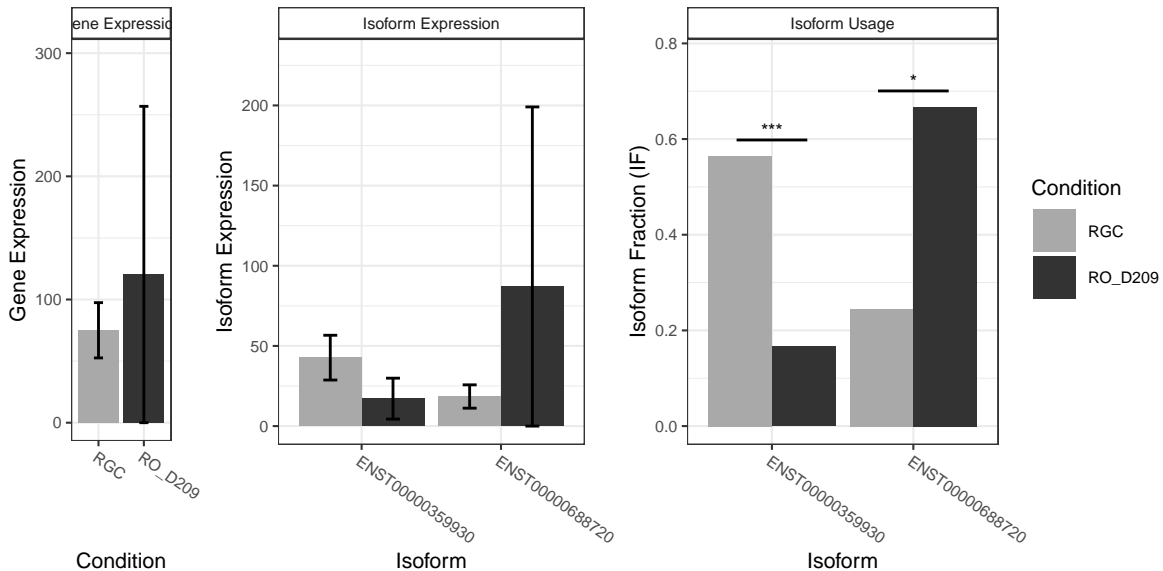 ene Expressio
Isoform Expression
Isoform Usage
Gene Expression
300
200
100
0
RGC
RO_D209
Condition
Isoform Expression
200
150
100
50
0
ENST00000359930
ENST00000688720
Isoform
Isoform Fraction (IF)
0.8
0.6
0.4
0.2
0.0
***
*
ENST00000359930
ENST00000688720
Isoform
Condition
RGC
RO_D209